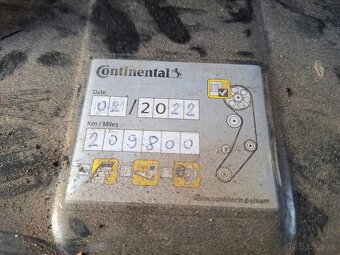 Continental
Date
02/2022
Km / Miles
209800
www.contitech.de/aam